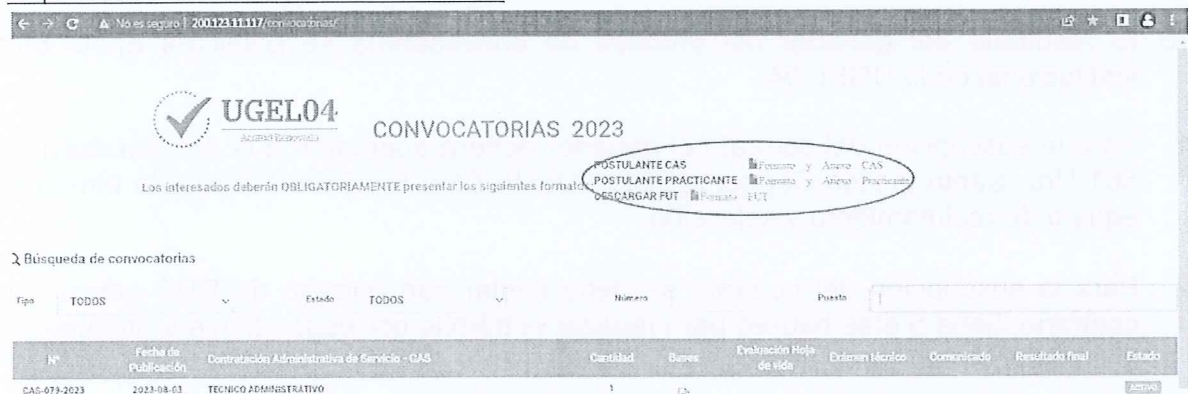 No es seguro | 200.123.11.117/convocatorias/
UGEL04
CONVOCATORIAS 2023
POSTULANTE CAS Formato y Anexo CAS
POSTULANTE PRACTICANTE Formato y Anexo Practicante
DESCARGAR FUT Formato FUT
Los interesados deberán OBLIGATORIAMENTE presentar los siguientes formatos
Búsqueda de convocatorias
Tipo TODOS Estado TODOS Número Puesto
N° Fecha de Publicación Contratación Administrativa de Servicio - CAS Cantidad Bases Evaluación Hoja de vida Exámen técnico Comunicado Resultado final Estado
CAS-079-2023 2023-08-03 TECNICO ADMINISTRATIVO 1 ACTIVO